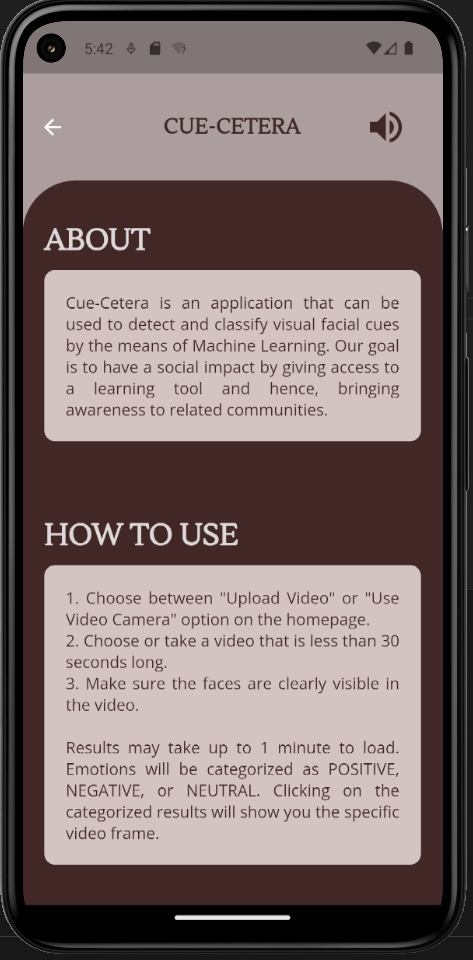 5:42
CUE-CETERA
ABOUT
Cue-Cetera is an application that can be
used to detect and classify visual facial cues
by the means of Machine Learning. Our goal
is to have a social impact by giving access to
a learning tool and hence, bringing
awareness to related communities.
HOW TO USE
1. Choose between "Upload Video" or "Use
Video Camera" option on the homepage.
2. Choose or take a video that is less than 30
seconds long.
3. Make sure the faces are clearly visible in
the video.
Results may take up to 1 minute to load.
Emotions will be categorized as POSITIVE,
NEGATIVE, or NEUTRAL. Clicking on the
categorized results will show you the specific
video frame.